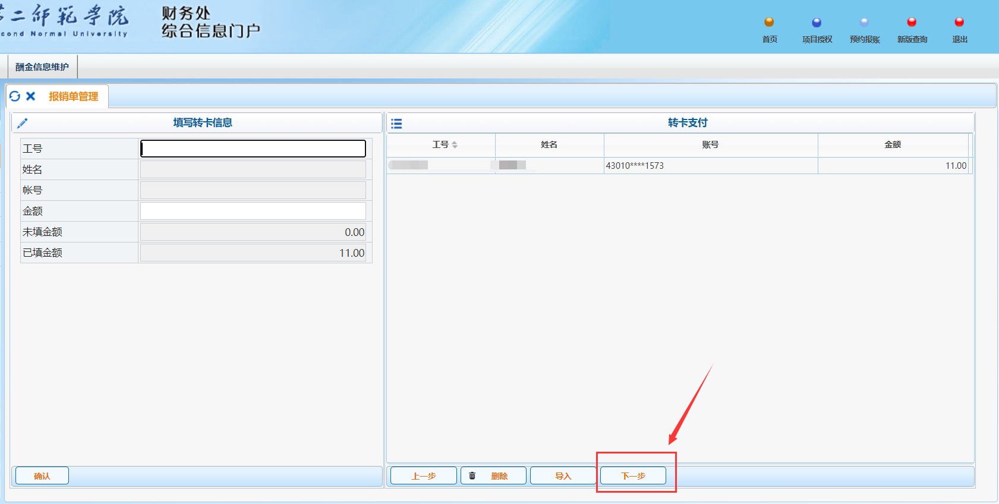 二师范学院
cond Normal University
财务处
综合信息门户
首页
项目授权
预约报账
新版查询
退出
酬金信息维护
报销单管理
填写转卡信息
工号
姓名
帐号
金额
未填金额 0.00
已填金额 11.00
确认
转卡支付
工号 姓名 账号 金额
43010****1573 11.00
上一步 删除 导入 下一步